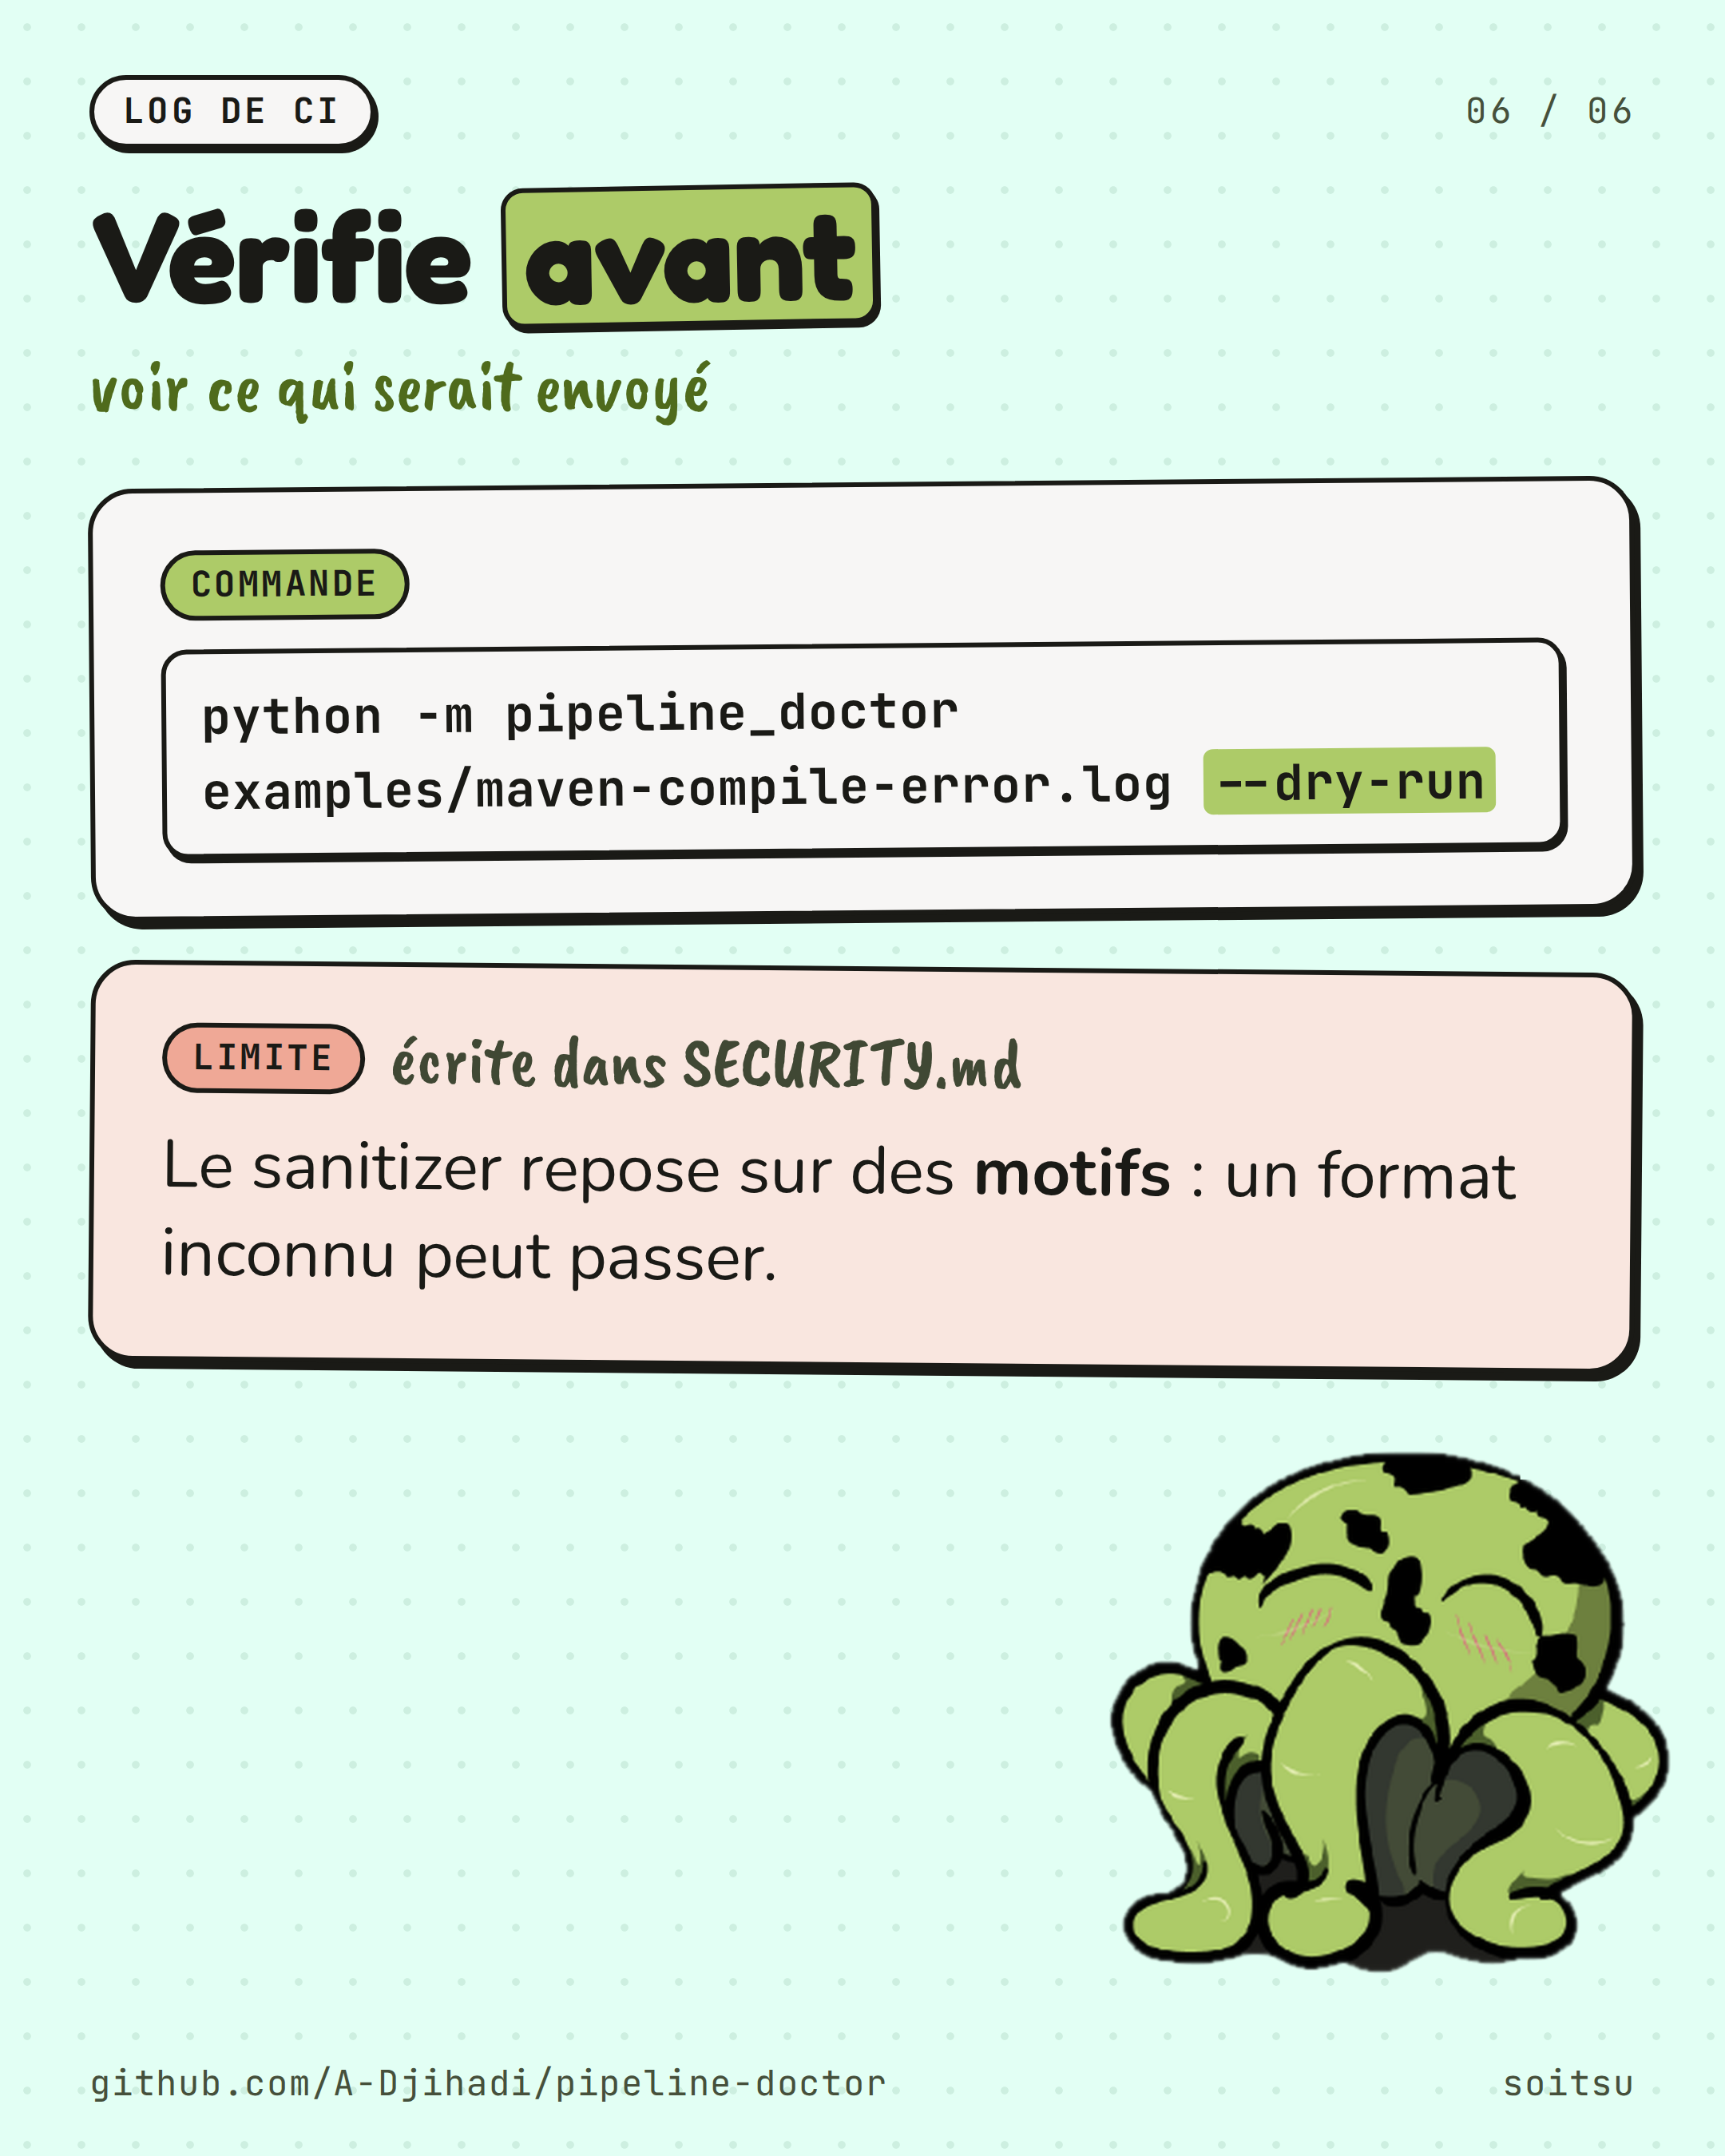 LOG DE CI
06 / 06
Vérifie avant
voir ce qui serait envoyé
COMMANDE
python -m pipeline_doctor
examples/maven-compile-error.log --dry-run
LIMITE écrite dans SECURITY.md
Le sanitizer repose sur des motifs : un format
inconnu peut passer.
github.com/A-Djihadi/pipeline-doctor
soitsu